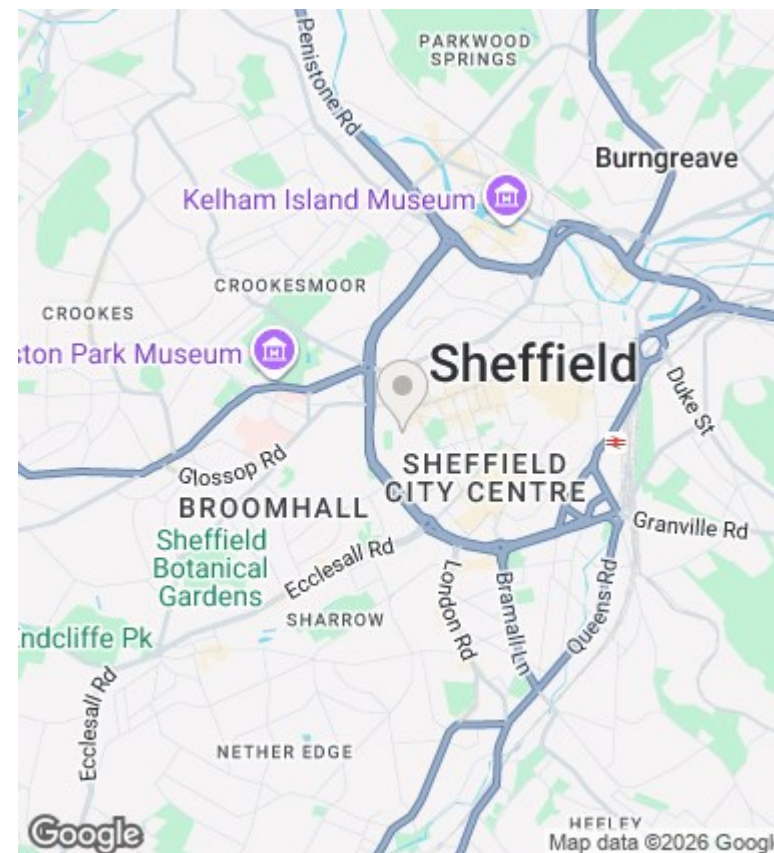 PARKWOOD
SPRINGS
Penistone Rd
Burngreave
Kelham Island Museum
CROOKESMOOR
CROOKES
ston Park Museum
Sheffield
Duke St
Glossop Rd
SHEFFIELD
CITY CENTRE
BROOMHALL
Granville Rd
Sheffield
Botanical
Gardens
Ecclesall Rd
London Rd
Bramall Ln
Queens Rd
SHARROW
ndcliffe Pk
Ecclesall Rd
NETHER EDGE
HEELEY
Google
Map data ©2026 Googl